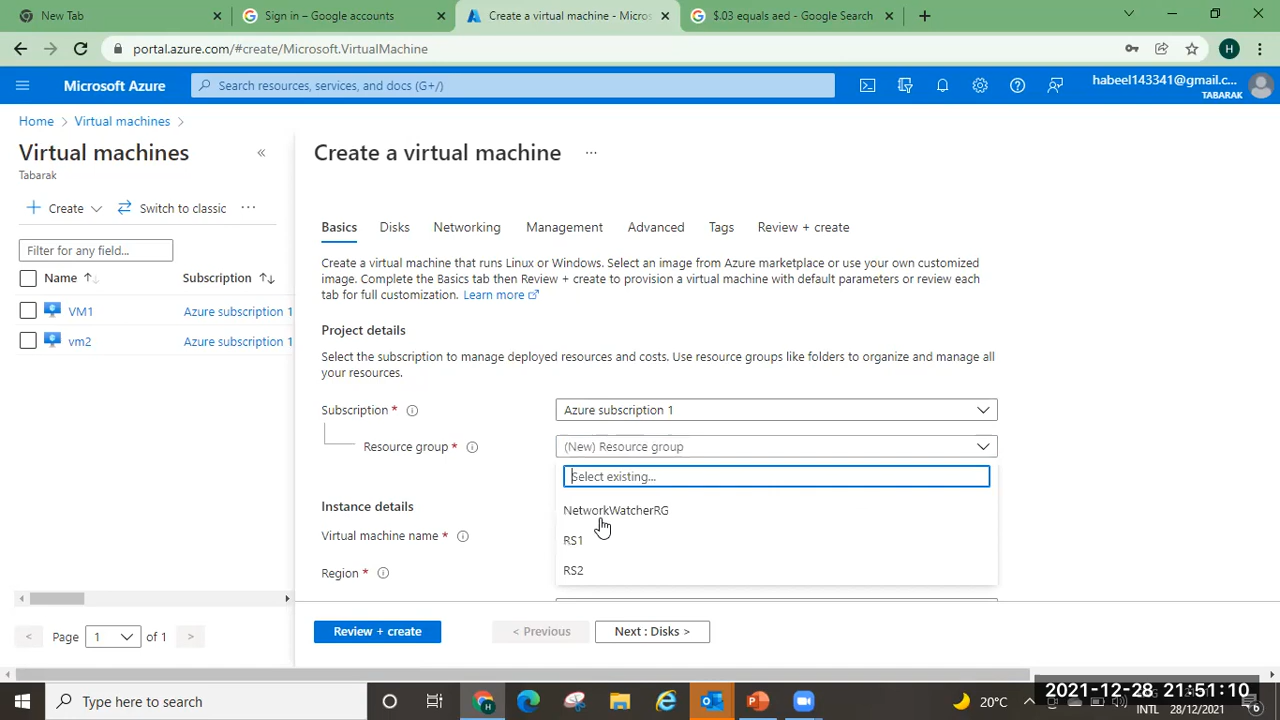 New Tab
Sign in – Google accounts
Create a virtual machine - Micros
$.03 equals aed - Google Search
portal.azure.com/#create/Microsoft.VirtualMachine
H
Microsoft Azure
Search resources, services, and docs (G+/)
habeel143341@gmail.c...
TABARAK
Home
Virtual machines
Virtual machines
Tabarak
Create
Switch to classic
Filter for any field...
Name
Subscription
VM1
Azure subscription 1
vm2
Azure subscription 1
Page
1
of 1
Create a virtual machine
Basics
Disks
Networking
Management
Advanced
Tags
Review + create
Create a virtual machine that runs Linux or Windows. Select an image from Azure marketplace or use your own customized
image. Complete the Basics tab then Review + create to provision a virtual machine with default parameters or review each
tab for full customization. Learn more
Project details
Select the subscription to manage deployed resources and costs. Use resource groups like folders to organize and manage all
your resources.
Subscription *
Azure subscription 1
Resource group *
(New) Resource group
Select existing...
NetworkWatcherRG
RS1
RS2
Instance details
Virtual machine name *
Region *
Review + create
< Previous
Next : Disks >
Type here to search
20°C
2021-12-28 21:51:10
INTL
28/12/2021
6